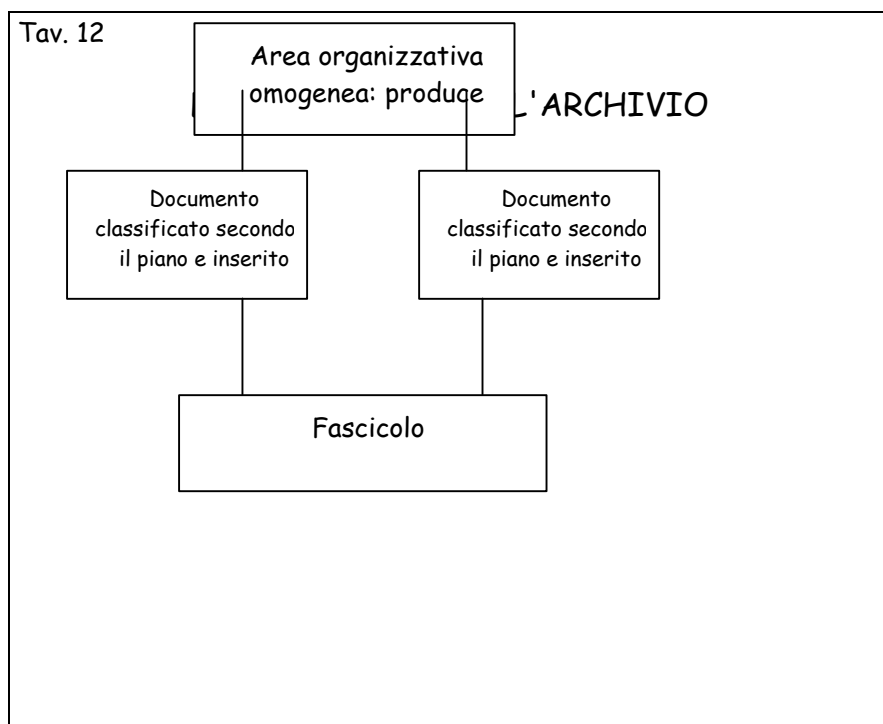 Tav. 12
Area organizzativa
omogenea: produce
L'ARCHIVIO
Documento
classificato secondo
il piano e inserito
Documento
classificato secondo
il piano e inserito
Fascicolo